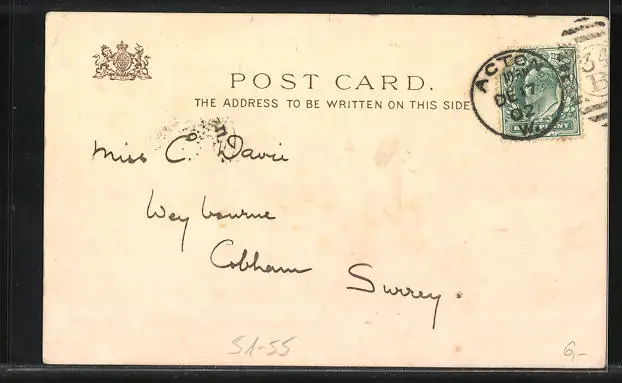 POST CARD.
THE ADDRESS TO BE WRITTEN ON THIS SIDE
ACTON
DE 17
02
W.
34
B
Miss C. Davie
Weybourne
Cobham
Surrey.
51-55
6,-